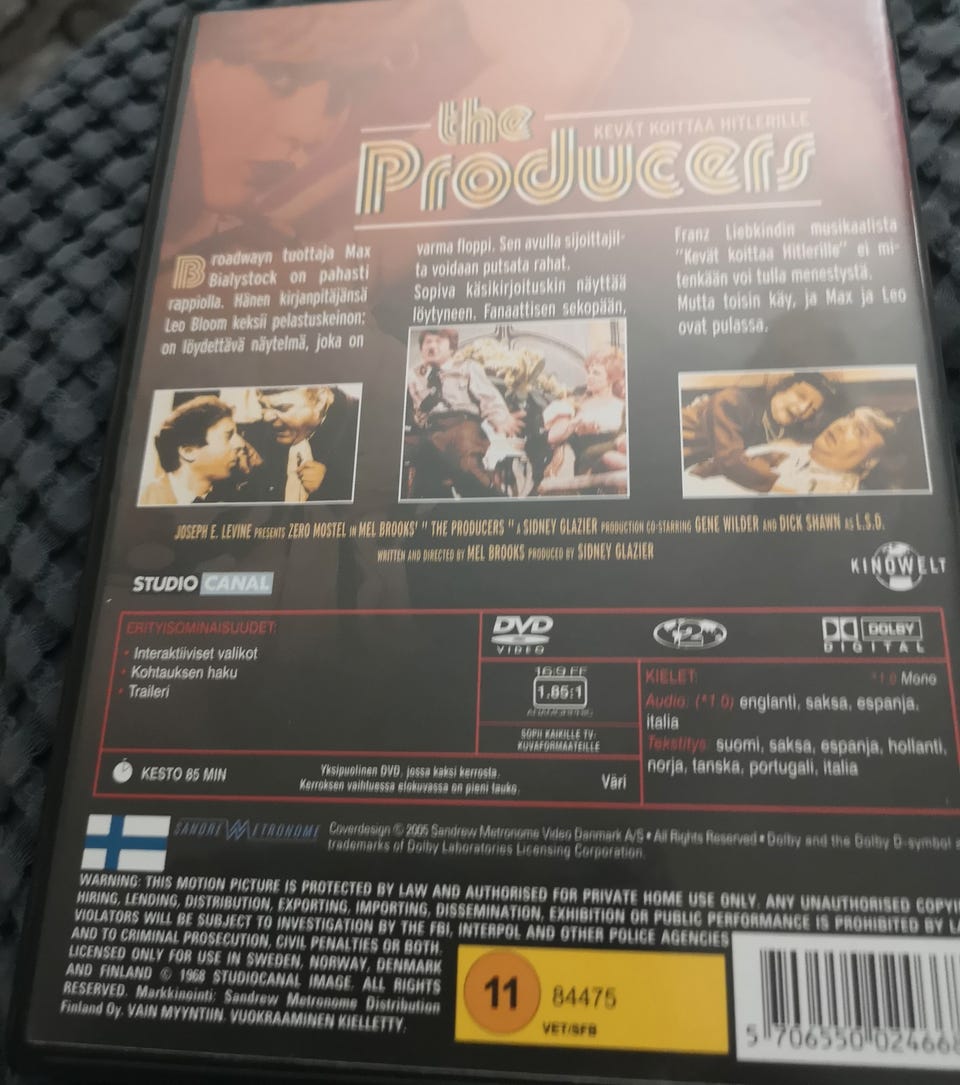 the
KEVÄT KOITTAA HITLERILLE
Producers
Broadwayn tuottaja Max
Bialystock on pahasti
rappiolla. Hänen kirjanpitäjänsä
Leo Bloom keksii pelastuskeinon:
on löydettävä näytelmä, joka on
varma floppi. Sen avulla sijoittajil-
ta voidaan putsata rahat.
Sopiva käsikirjoituskin näyttää
löytyneen. Fanaattisen sekopään,
Franz Liebkindin musikaalista
"Kevät koittaa Hitlerille" ei mi-
tenkään voi tulla menestystä.
Mutta toisin käy, ja Max ja Leo
ovat pulassa.
JOSEPH E. LEVINE PRESENTS ZERO MOSTEL IN MEL BROOKS' " THE PRODUCERS " A SIDNEY GLAZIER PRODUCTION CO-STARRING GENE WILDER AND DICK SHAWN AS L.S.D.
WRITTEN AND DIRECTED BY MEL BROOKS PRODUCED BY SIDNEY GLAZIER
STUDIO CANAL
KINOWELT
ERITYISOMINAISUUDET:
• Interaktiiviset valikot
• Kohtauksen haku
• Traileri
DVD
VIDEO
2
DOLBY
DIGITAL
16:9 FF
1.85:1
ANAMORPHIC
SOPII KAIKILLE TV-
KUVAFORMAATEILLE
KIELET:
*1.0 Mono
Audio: (*1.0) englanti, saksa, espanja,
italia
Tekstitys: suomi, saksa, espanja, hollanti,
norja, tanska, portugali, italia
KESTO 85 MIN
Yksipuolinen DVD, jossa kaksi kerrosta.
Kerroksen vaihtuessa elokuvassa on pieni tauko.
Väri
SANDREW METRONOME
Coverdesign © 2005 Sandrew Metronome Video Danmark A/S • All Rights Reserved • Dolby and the Dolby D-symbol
trademarks of Dolby Laboratories Licensing Corporation.
WARNING: THIS MOTION PICTURE IS PROTECTED BY LAW AND AUTHORISED FOR PRIVATE HOME USE ONLY. ANY UNAUTHORISED COPYI
HIRING, LENDING, DISTRIBUTION, EXPORTING, IMPORTING, DISSEMINATION, EXHIBITION OR PUBLIC PERFORMANCE IS PROHIBITED BY LA
VIOLATORS WILL BE SUBJECT TO INVESTIGATION BY THE FBI, INTERPOL AND OTHER POLICE AGENCIES
AND TO CRIMINAL PROSECUTION, CIVIL PENALTIES OR BOTH.
LICENSED ONLY FOR USE IN SWEDEN, NORWAY, DENMARK
AND FINLAND © 1968 STUDIOCANAL IMAGE. ALL RIGHTS
RESERVED. Markkinointi: Sandrew Metronome Distribution
Finland Oy. VAIN MYYNTIIN. VUOKRAAMINEN KIELLETTY.
11
84475
VET/SFB
5 706550 02466